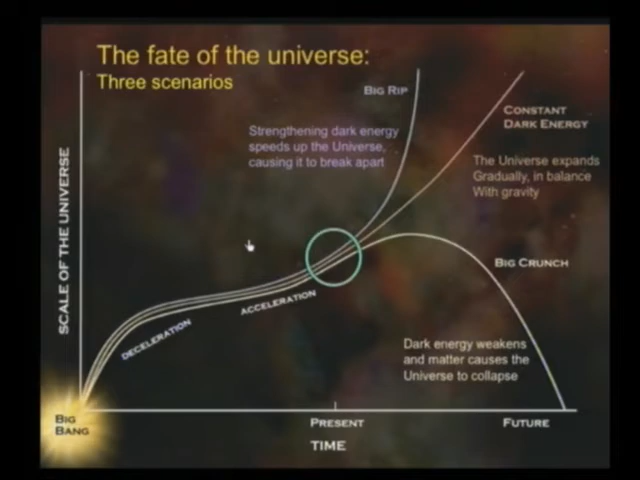 The fate of the universe:
Three scenarios
BIG RIP
CONSTANT
DARK ENERGY
Strengthening dark energy
speeds up the Universe,
causing it to break apart
The Universe expands
Gradually, in balance
With gravity
SCALE OF THE UNIVERSE
BIG CRUNCH
ACCELERATION
DECELERATION
Dark energy weakens
and matter causes the
Universe to collapse
BIG
BANG
PRESENT
FUTURE
TIME